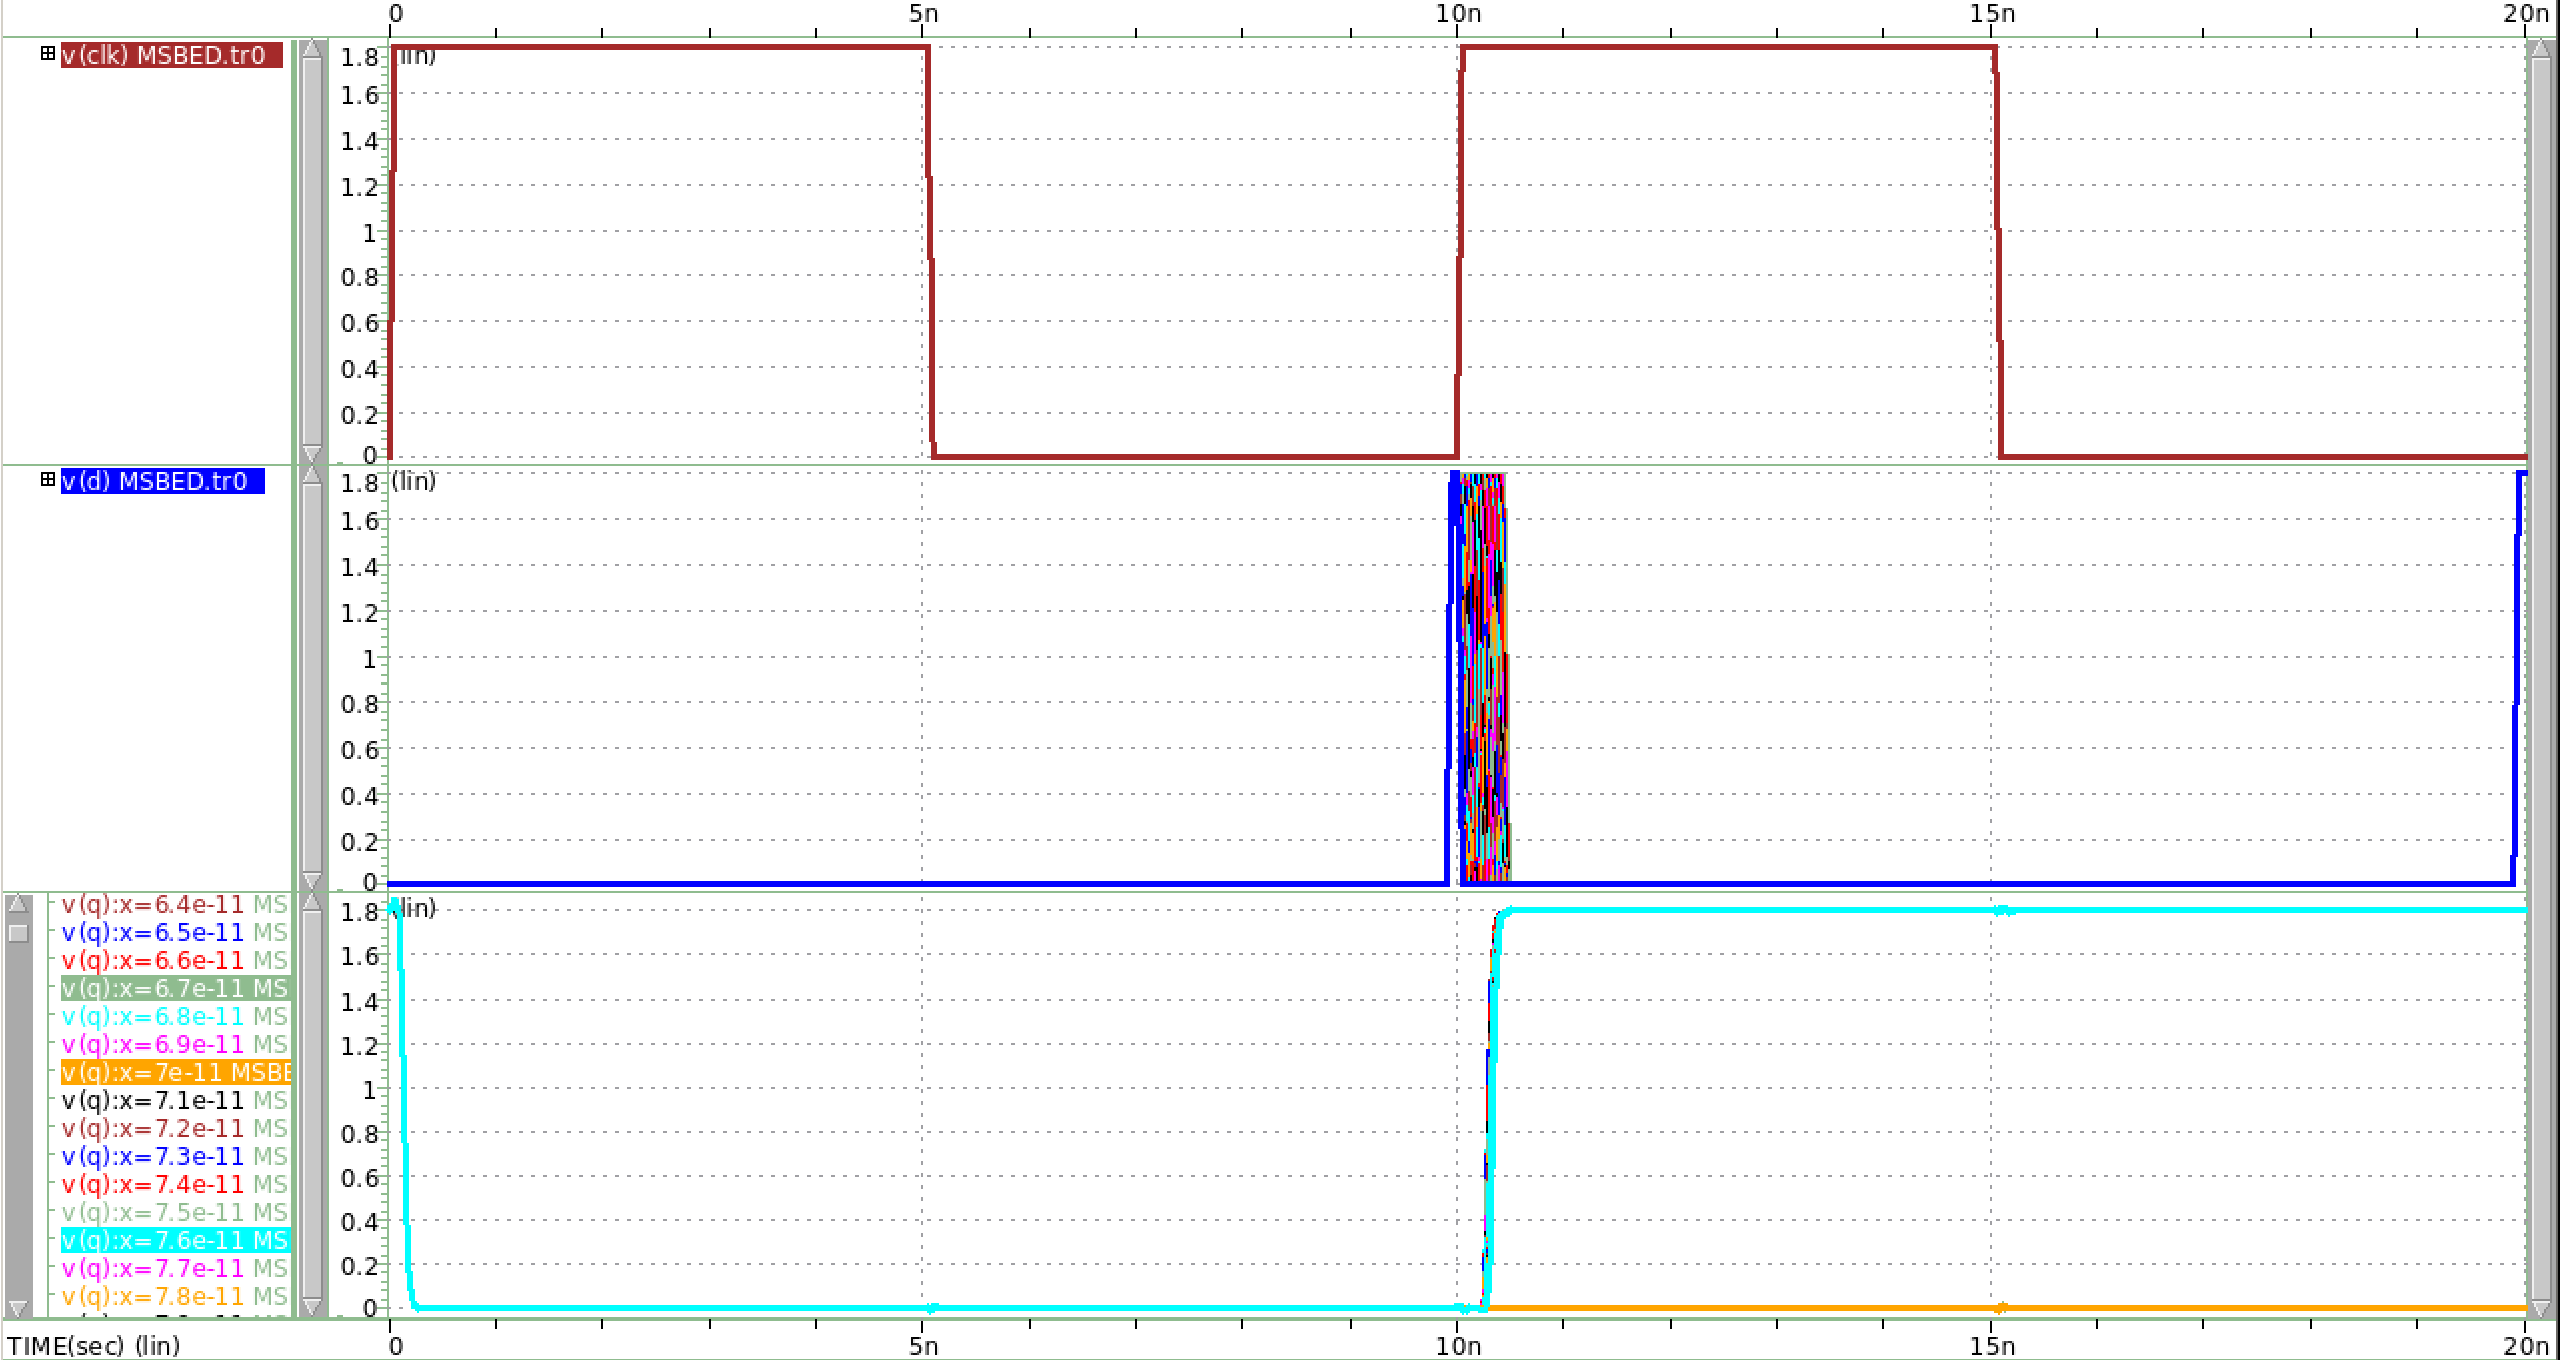 0 5n 10n 15n 20n
v(clk) MSBED.tr0
(lin)
1.8
1.6
1.4
1.2
1
0.8
0.6
0.4
0.2
0
v(d) MSBED.tr0
(lin)
1.8
1.6
1.4
1.2
1
0.8
0.6
0.4
0.2
0
v(q):x=6.4e-11 MS
v(q):x=6.5e-11 MS
v(q):x=6.6e-11 MS
v(q):x=6.7e-11 MS
v(q):x=6.8e-11 MS
v(q):x=6.9e-11 MS
v(q):x=7e-11 MSBE
v(q):x=7.1e-11 MS
v(q):x=7.2e-11 MS
v(q):x=7.3e-11 MS
v(q):x=7.4e-11 MS
v(q):x=7.5e-11 MS
v(q):x=7.6e-11 MS
v(q):x=7.7e-11 MS
v(q):x=7.8e-11 MS
(lin)
1.8
1.6
1.4
1.2
1
0.8
0.6
0.4
0.2
0
TIME(sec) (lin) 0 5n 10n 15n 20n